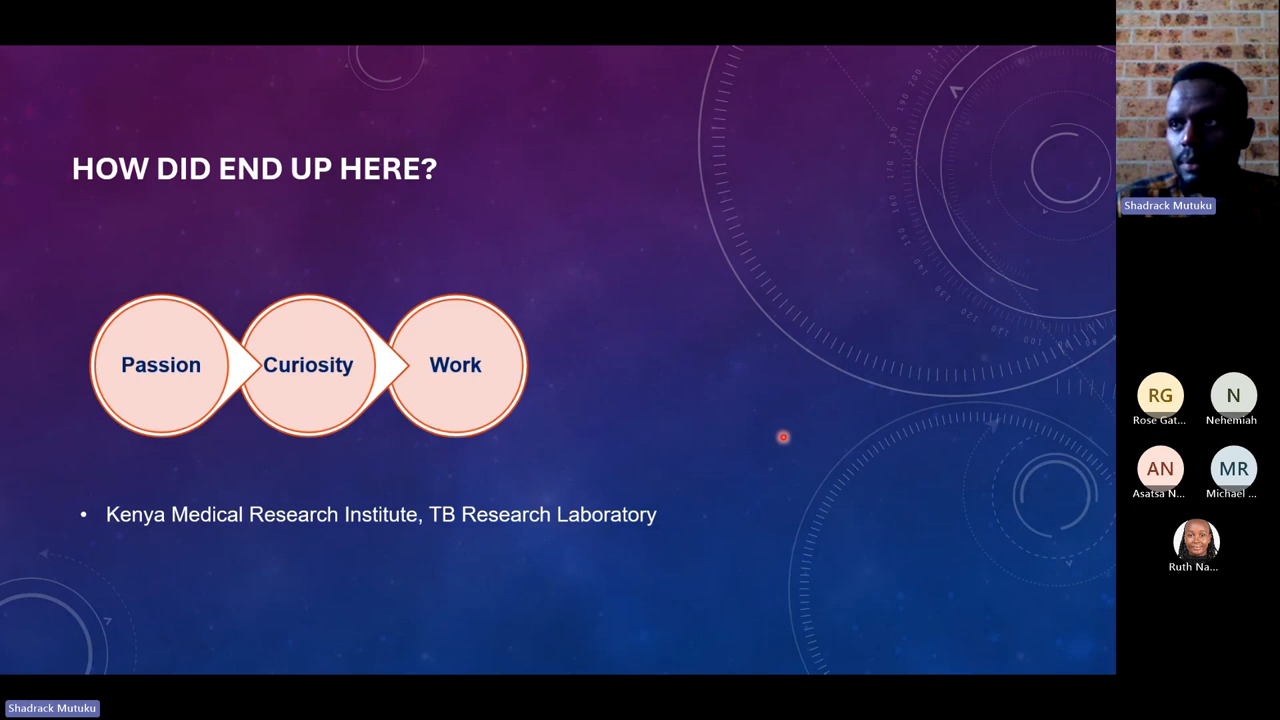 HOW DID END UP HERE?
Passion
Curiosity
Work
• Kenya Medical Research Institute, TB Research Laboratory
Shadrack Mutuku
RG
Rose Gat...
N
Nehemiah
AN
Asatsa N...
MR
Michael ...
Ruth Na...
Shadrack Mutuku